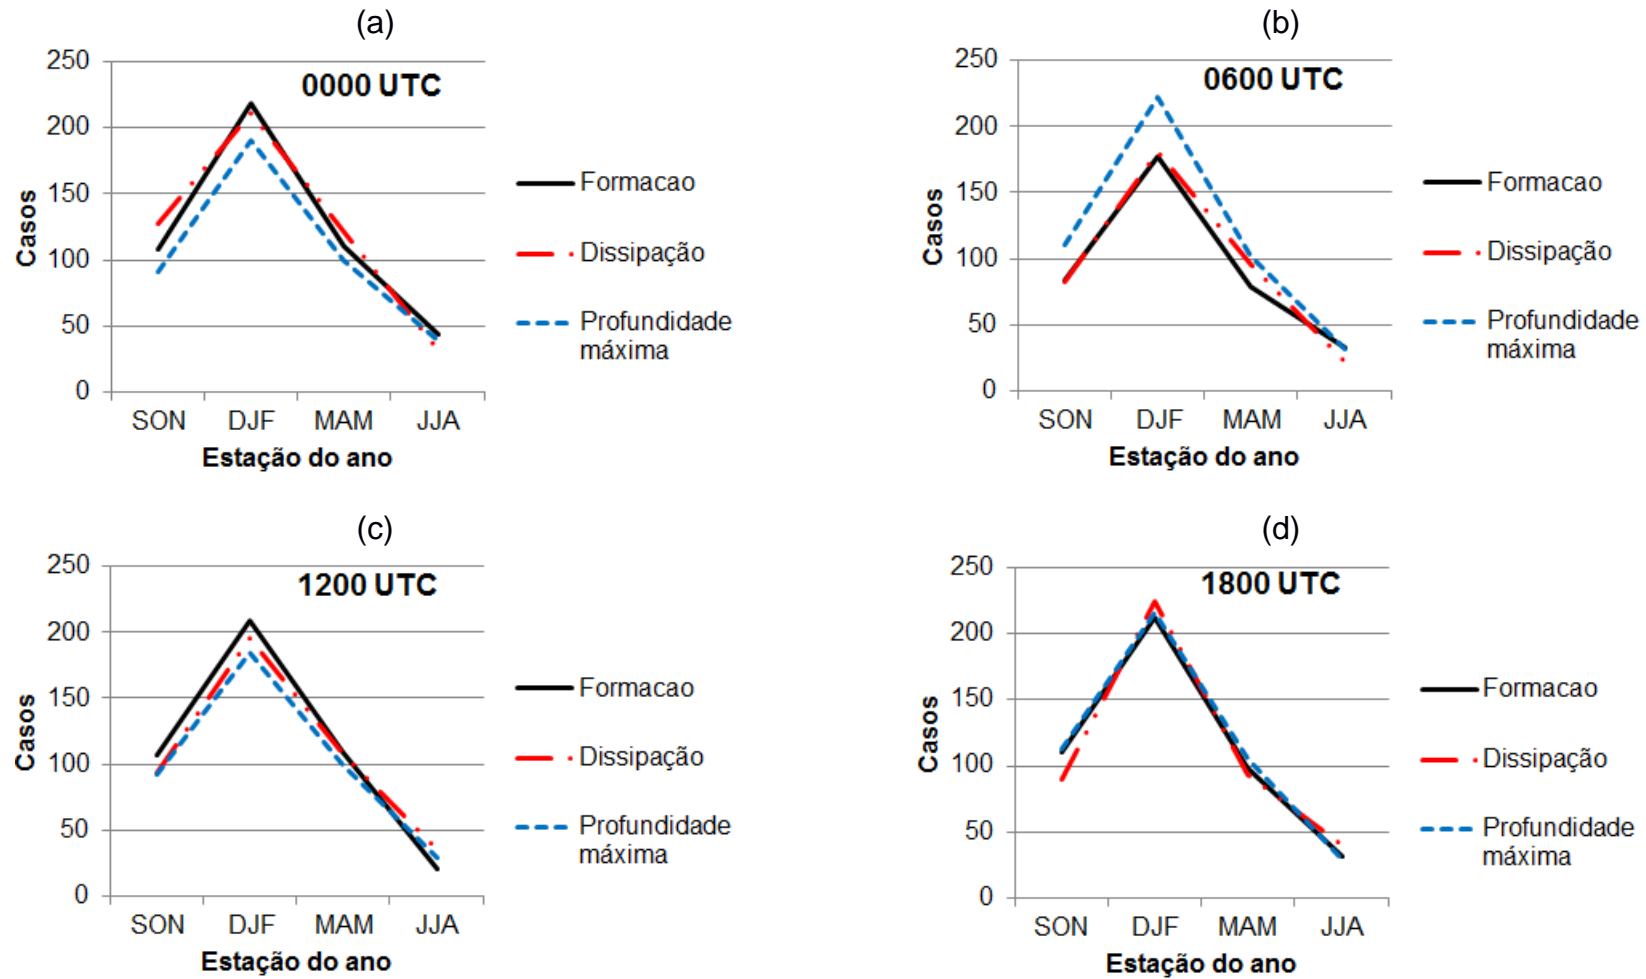 (a)
0000 UTC
250
200
150
100
50
0
Casos
SON DJF MAM JJA
Estação do ano
Formacao
Dissipação
Profundidade
máxima
(b)
0600 UTC
250
200
150
100
50
0
Casos
SON DJF MAM JJA
Estação do ano
Formacao
Dissipação
Profundidade
máxima
(c)
1200 UTC
250
200
150
100
50
0
Casos
SON DJF MAM JJA
Estação do ano
Formacao
Dissipação
Profundidade
máxima
(d)
1800 UTC
250
200
150
100
50
0
Casos
SON DJF MAM JJA
Estação do ano
Formacao
Dissipação
Profundidade
máxima